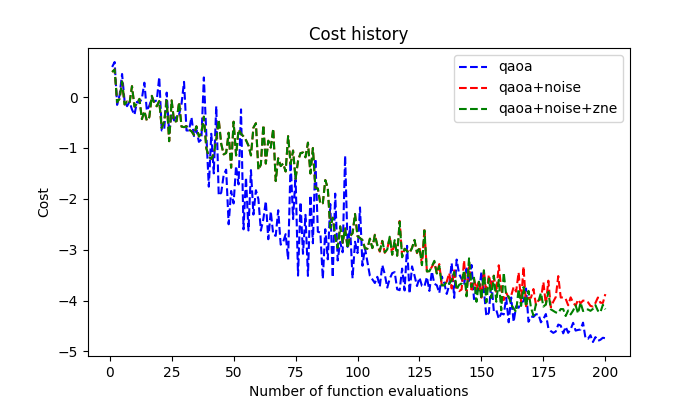 Cost history
qaoa
qaoa+noise
qaoa+noise+zne
0
−1
−2
−3
−4
−5
Cost
0 25 50 75 100 125 150 175 200
Number of function evaluations